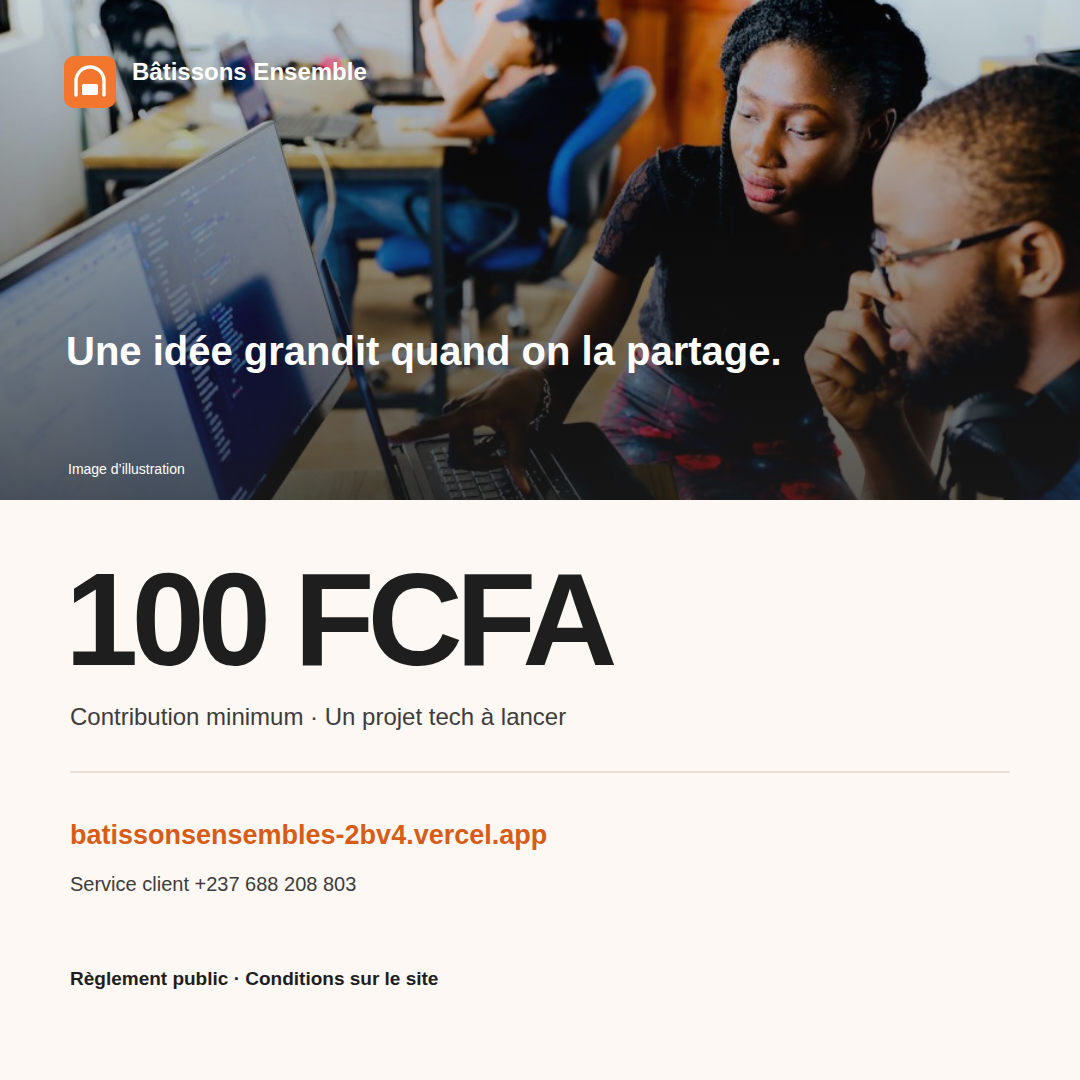 Bâtissons Ensemble
Une idée grandit quand on la partage.
Image d’illustration
100 FCFA
Contribution minimum · Un projet tech à lancer
batissonsensembles-2bv4.vercel.app
Service client +237 688 208 803
Règlement public · Conditions sur le site